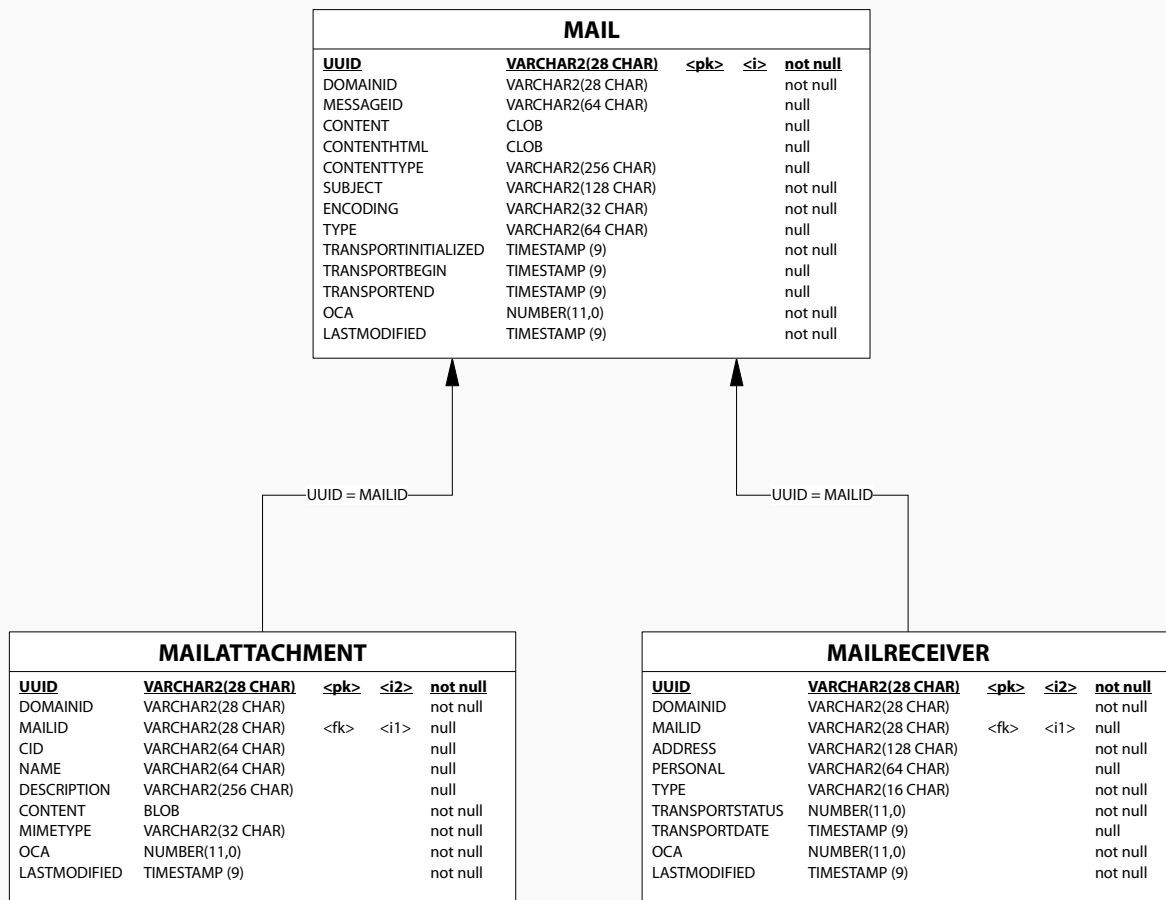 MAIL
UUID VARCHAR2(28 CHAR) <pk> <i> not null
DOMAINID VARCHAR2(28 CHAR) not null
MESSAGEID VARCHAR2(64 CHAR) null
CONTENT CLOB null
CONTENTHTML CLOB null
CONTENTTYPE VARCHAR2(256 CHAR) null
SUBJECT VARCHAR2(128 CHAR) not null
ENCODING VARCHAR2(32 CHAR) not null
TYPE VARCHAR2(64 CHAR) null
TRANSPORTINITIALIZED TIMESTAMP (9) not null
TRANSPORTBEGIN TIMESTAMP (9) null
TRANSPORTEND TIMESTAMP (9) null
OCA NUMBER(11,0) not null
LASTMODIFIED TIMESTAMP (9) not null
UUID = MAILID
UUID = MAILID
MAILATTACHMENT
UUID VARCHAR2(28 CHAR) <pk> <i2> not null
DOMAINID VARCHAR2(28 CHAR) not null
MAILID VARCHAR2(28 CHAR) <fk> <i1> null
CID VARCHAR2(64 CHAR) null
NAME VARCHAR2(64 CHAR) null
DESCRIPTION VARCHAR2(256 CHAR) null
CONTENT BLOB not null
MIMETYPE VARCHAR2(32 CHAR) not null
OCA NUMBER(11,0) not null
LASTMODIFIED TIMESTAMP (9) not null
MAILRECEIVER
UUID VARCHAR2(28 CHAR) <pk> <i2> not null
DOMAINID VARCHAR2(28 CHAR) not null
MAILID VARCHAR2(28 CHAR) <fk> <i1> null
ADDRESS VARCHAR2(128 CHAR) not null
PERSONAL VARCHAR2(64 CHAR) null
TYPE VARCHAR2(16 CHAR) not null
TRANSPORTSTATUS NUMBER(11,0) not null
TRANSPORTDATE TIMESTAMP (9) null
OCA NUMBER(11,0) not null
LASTMODIFIED TIMESTAMP (9) not null